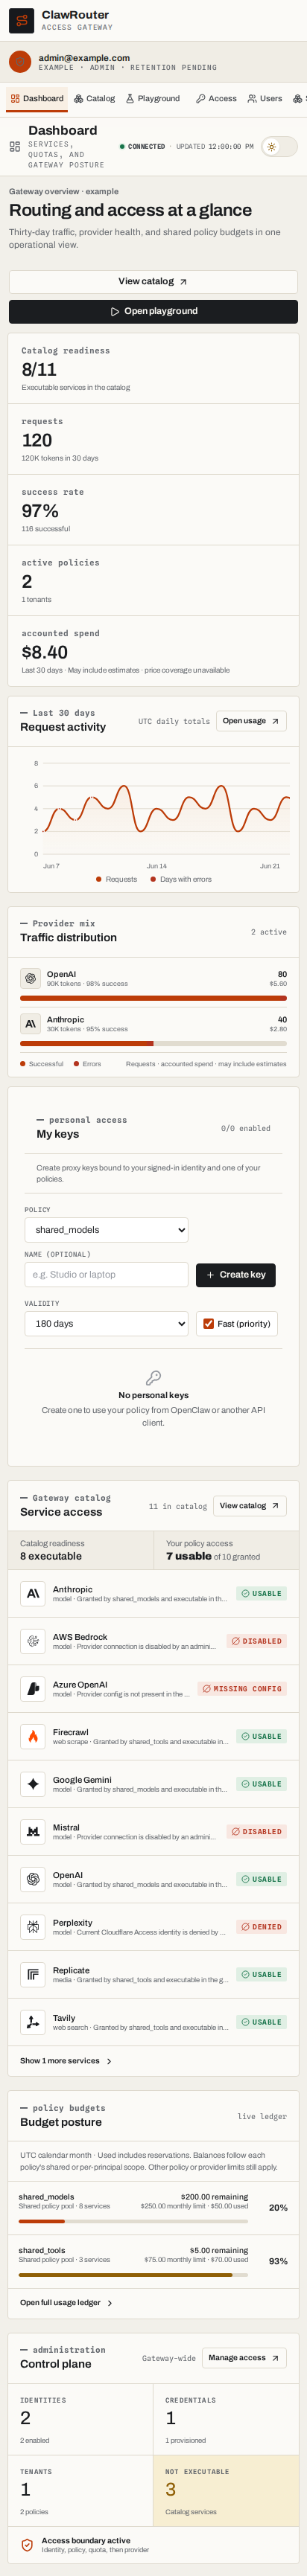 ClawRouter
ACCESS GATEWAY
admin@example.com
EXAMPLE · ADMIN · RETENTION PENDING
Dashboard
Catalog
Playground
Access
Users
Dashboard
SERVICES,
QUOTAS, AND
GATEWAY POSTURE
CONNECTED · UPDATED 12:00:00 PM
Gateway overview · example
Routing and access at a glance
Thirty-day traffic, provider health, and shared policy budgets in one
operational view.
View catalog
Open playground
Catalog readiness
8/11
Executable services in the catalog
requests
120
120K tokens in 30 days
success rate
97%
116 successful
active policies
2
1 tenants
accounted spend
$8.40
Last 30 days · May include estimates · price coverage unavailable
— Last 30 days
Request activity
UTC daily totals
Open usage
8
6
4
2
0
Jun 7
Jun 14
Jun 21
Requests
Days with errors
— Provider mix
Traffic distribution
2 active
OpenAI
80
90K tokens · 98% success
$5.60
Anthropic
40
30K tokens · 95% success
$2.80
Successful
Errors
Requests · accounted spend · may include estimates
— personal access
My keys
0/0 enabled
Create proxy keys bound to your signed-in identity and one of your
policies.
POLICY
shared_models
NAME (OPTIONAL)
e.g. Studio or laptop
Create key
VALIDITY
180 days
Fast (priority)
No personal keys
Create one to use your policy from OpenClaw or another API
client.
— Gateway catalog
Service access
11 in catalog
View catalog
Catalog readiness
8 executable
Your policy access
7 usable of 10 granted
Anthropic
model · Granted by shared_models and executable in th...
USABLE
AWS Bedrock
model · Provider connection is disabled by an admini...
DISABLED
Azure OpenAI
model · Provider config is not present in the ...
MISSING CONFIG
Firecrawl
web scrape · Granted by shared_tools and executable in...
USABLE
Google Gemini
model · Granted by shared_models and executable in th...
USABLE
Mistral
model · Provider connection is disabled by an admini...
DISABLED
OpenAI
model · Granted by shared_models and executable in th...
USABLE
Perplexity
model · Current Cloudflare Access identity is denied by ...
DENIED
Replicate
media · Granted by shared_tools and executable in the g...
USABLE
Tavily
web search · Granted by shared_tools and executable in...
USABLE
Show 1 more services
— policy budgets
Budget posture
live ledger
UTC calendar month · Used includes reservations. Balances follow each
policy's shared or per-principal scope. Other policy or provider limits still apply.
shared_models
$200.00 remaining
Shared policy pool · 8 services
$250.00 monthly limit · $50.00 used
20%
shared_tools
$5.00 remaining
Shared policy pool · 3 services
$75.00 monthly limit · $70.00 used
93%
Open full usage ledger
— administration
Control plane
Gateway-wide
Manage access
IDENTITIES
2
2 enabled
CREDENTIALS
1
1 provisioned
TENANTS
1
2 policies
NOT EXECUTABLE
3
Catalog services
Access boundary active
Identity, policy, quota, then provider